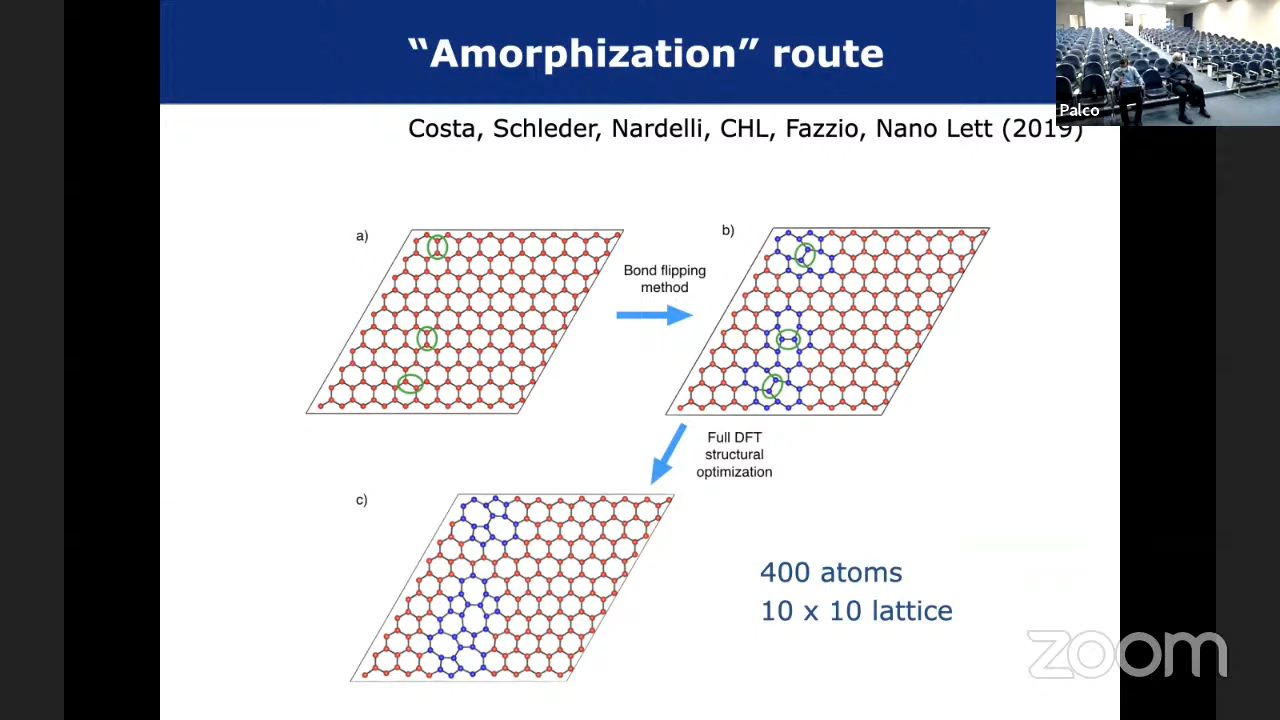 “Amorphization” route
Palco
Costa, Schleder, Nardelli, CHL, Fazzio, Nano Lett (2019)
a)
b)
Bond flipping
method
Full DFT
structural
optimization
c)
400 atoms
10 x 10 lattice
zoom